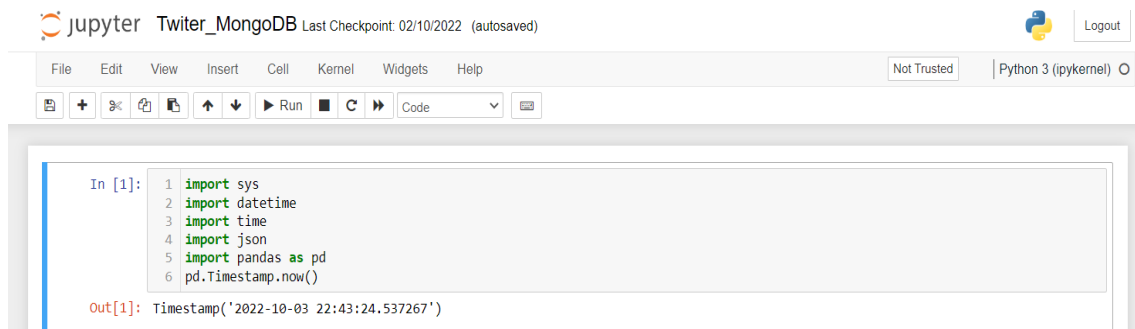 jupyter Twiter_MongoDB Last Checkpoint: 02/10/2022 (autosaved) Logout
File Edit View Insert Cell Kernel Widgets Help Not Trusted Python 3 (ipykernel)
Run Code
In [1]: 1 import sys
2 import datetime
3 import time
4 import json
5 import pandas as pd
6 pd.Timestamp.now()
Out[1]: Timestamp('2022-10-03 22:43:24.537267')